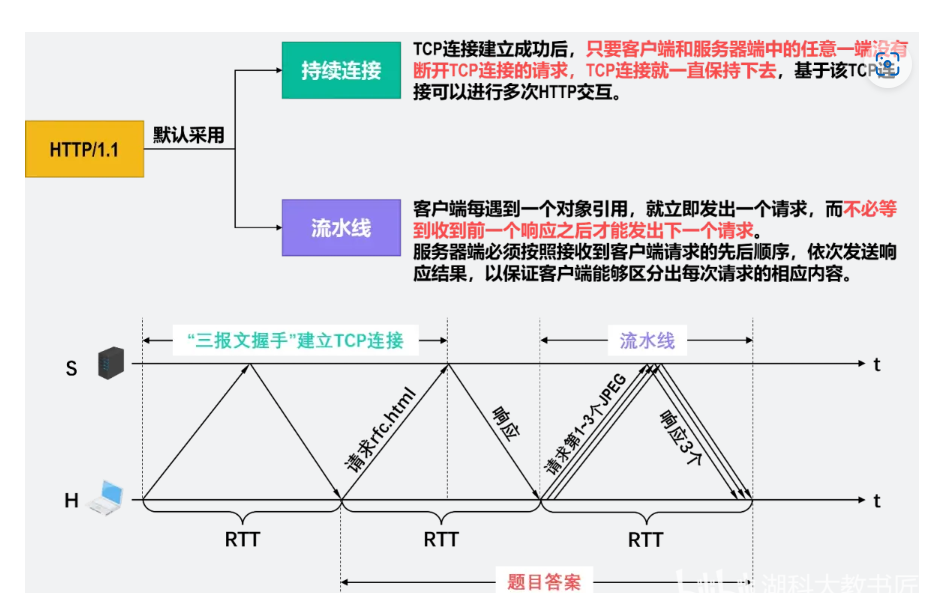 TCP连接建立成功后，只要客户端和服务器端中的任意一端没有
持续连接
断开TCP连接的请求，TCP连接就一直保持下去，基于该TCP连
接可以进行多次HTTP交互。
默认采用
HTTP/1.1
客户端每遇到一个对象引用，就立即发出一个请求，而不必等
流水线
到收到前一个响应之后才能发出下一个请求。
服务器端必须按照接收到客户端请求的先后顺序，依次发送响
应结果，以保证客户端能够区分出每次请求的相应内容。
“三报文握手”建立TCP连接
流水线
S
t
请求rfc.html
响应
请求第1~3个JPEG
响应3个
H
t
RTT
RTT
RTT
题目答案
湖科大教书匠